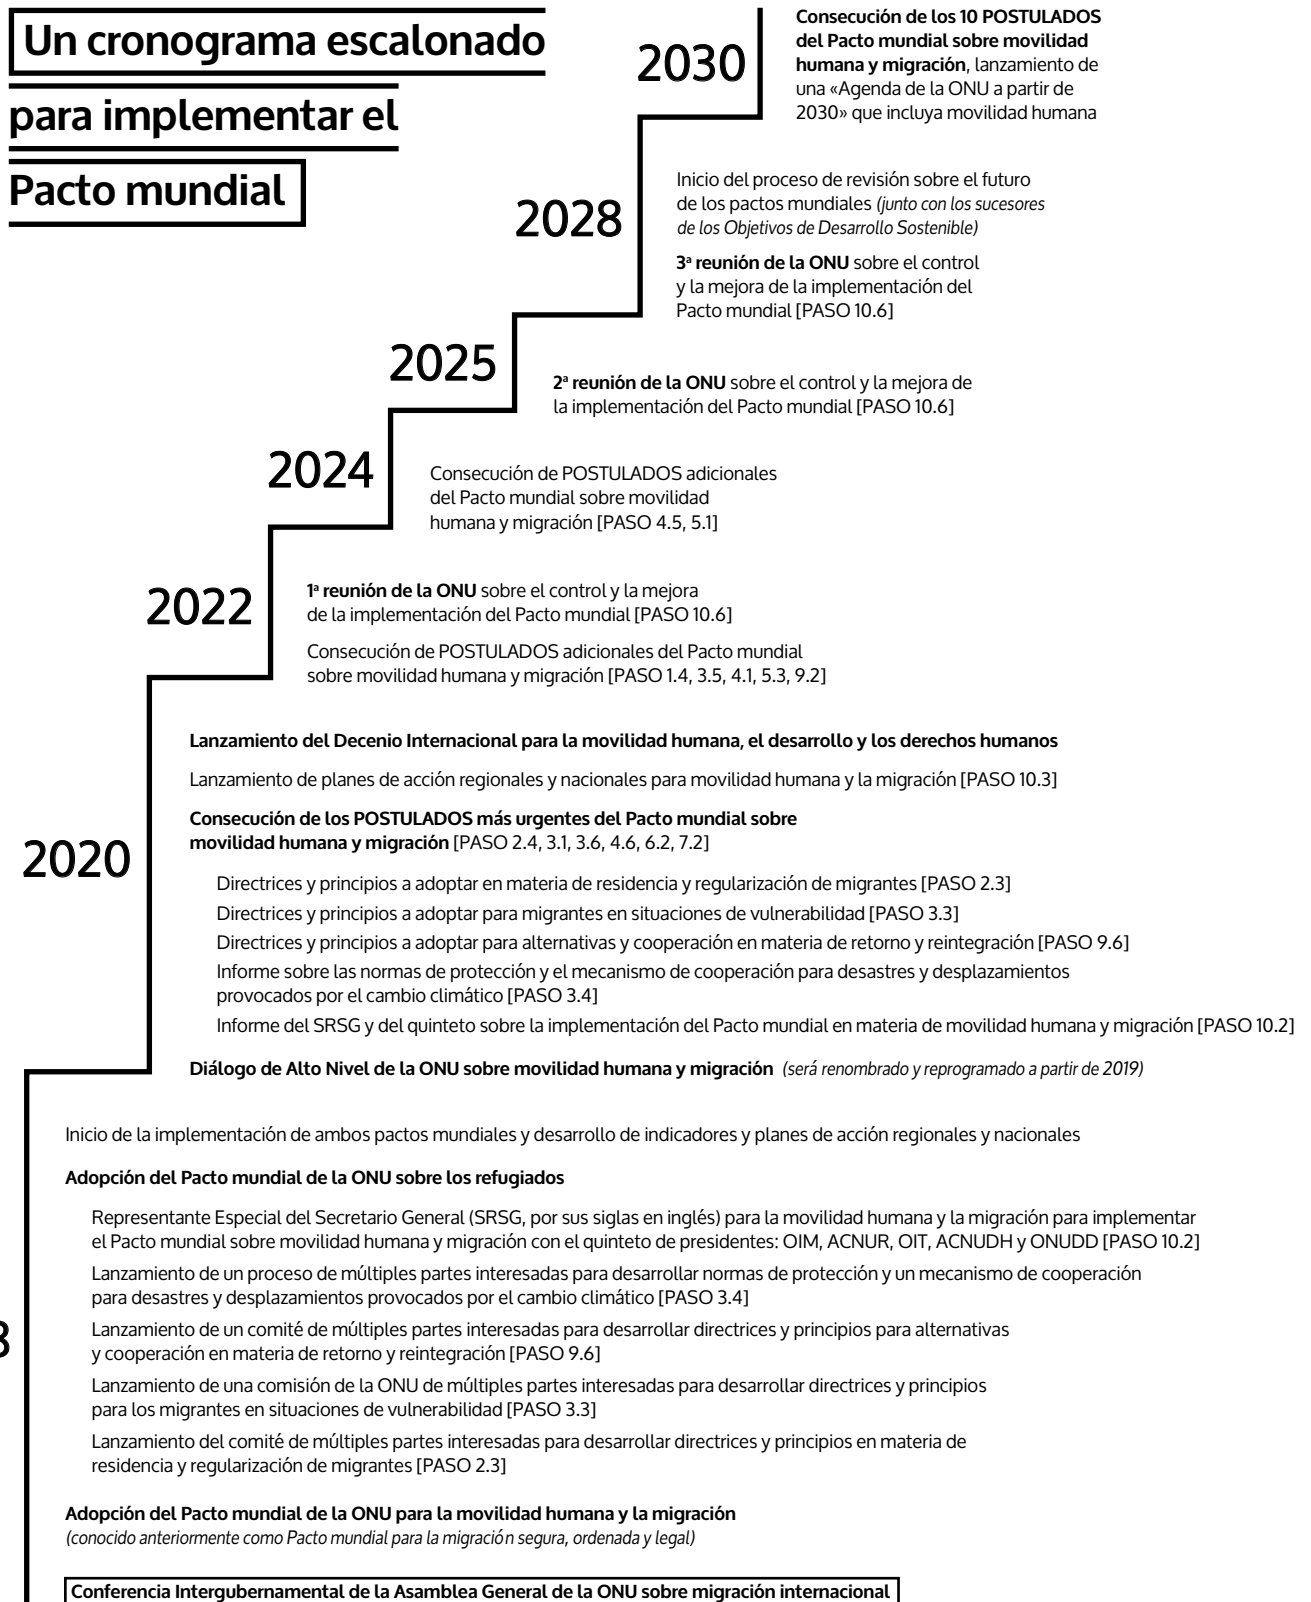 Un cronograma escalonado
para implementar el
Pacto mundial
2030
Consecución de los 10 POSTULADOS
del Pacto mundial sobre movilidad
humana y migración, lanzamiento de
una «Agenda de la ONU a partir de
2030» que incluya movilidad humana
2028
Inicio del proceso de revisión sobre el futuro
de los pactos mundiales (junto con los sucesores
de los Objetivos de Desarrollo Sostenible)
3ª reunión de la ONU sobre el control
y la mejora de la implementación del
Pacto mundial [PASO 10.6]
2025
2ª reunión de la ONU sobre el control y la mejora de
la implementación del Pacto mundial [PASO 10.6]
2024
Consecución de POSTULADOS adicionales
del Pacto mundial sobre movilidad
humana y migración [PASO 4.5, 5.1]
2022
1ª reunión de la ONU sobre el control y la mejora
de la implementación del Pacto mundial [PASO 10.6]
Consecución de POSTULADOS adicionales del Pacto mundial
sobre movilidad humana y migración [PASO 1.4, 3.5, 4.1, 5.3, 9.2]
2020
Lanzamiento del Decenio Internacional para la movilidad humana, el desarrollo y los derechos humanos
Lanzamiento de planes de acción regionales y nacionales para movilidad humana y la migración [PASO 10.3]
Consecución de los POSTULADOS más urgentes del Pacto mundial sobre
movilidad humana y migración [PASO 2.4, 3.1, 3.6, 4.6, 6.2, 7.2]
Directrices y principios a adoptar en materia de residencia y regularización de migrantes [PASO 2.3]
Directrices y principios a adoptar para migrantes en situaciones de vulnerabilidad [PASO 3.3]
Directrices y principios a adoptar para alternativas y cooperación en materia de retorno y reintegración [PASO 9.6]
Informe sobre las normas de protección y el mecanismo de cooperación para desastres y desplazamientos
provocados por el cambio climático [PASO 3.4]
Informe del SRSG y del quinteto sobre la implementación del Pacto mundial en materia de movilidad humana y migración [PASO 10.2]
Diálogo de Alto Nivel de la ONU sobre movilidad humana y migración (será renombrado y reprogramado a partir de 2019)
Inicio de la implementación de ambos pactos mundiales y desarrollo de indicadores y planes de acción regionales y nacionales
Adopción del Pacto mundial de la ONU sobre los refugiados
Representante Especial del Secretario General (SRSG, por sus siglas en inglés) para la movilidad humana y la migración para implementar
el Pacto mundial sobre movilidad humana y migración con el quinteto de presidentes: OIM, ACNUR, OIT, ACNUDH y ONUDD [PASO 10.2]
Lanzamiento de un proceso de múltiples partes interesadas para desarrollar normas de protección y un mecanismo de cooperación
para desastres y desplazamientos provocados por el cambio climático [PASO 3.4]
Lanzamiento de un comité de múltiples partes interesadas para desarrollar directrices y principios para alternativas
y cooperación en materia de retorno y reintegración [PASO 9.6]
Lanzamiento de una comisión de la ONU de múltiples partes interesadas para desarrollar directrices y principios
para los migrantes en situaciones de vulnerabilidad [PASO 3.3]
Lanzamiento del comité de múltiples partes interesadas para desarrollar directrices y principios en materia de
residencia y regularización de migrantes [PASO 2.3]
Adopción del Pacto mundial de la ONU para la movilidad humana y la migración
(conocido anteriormente como Pacto mundial para la migración segura, ordenada y legal)
Conferencia Intergubernamental de la Asamblea General de la ONU sobre migración internacional